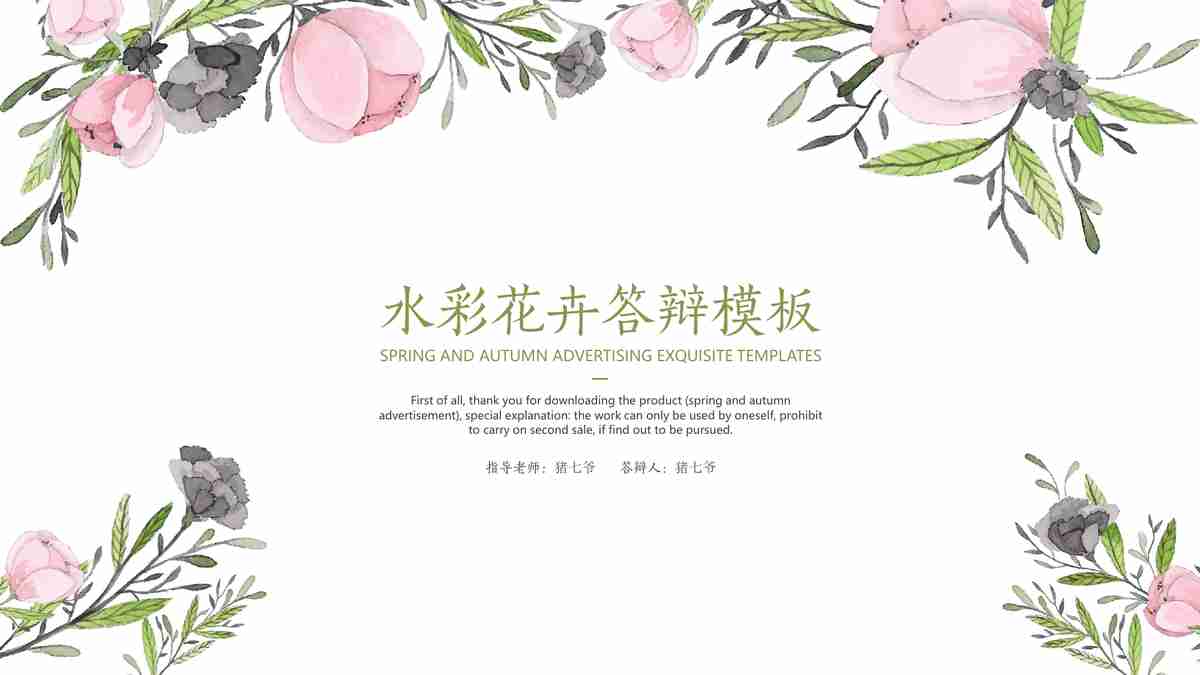 水彩花卉答辩模板
SPRING AND AUTUMN ADVERTISING EXQUISITE TEMPLATES
First of all, thank you for downloading the product (spring and autumn
advertisement), special explanation: the work can only be used by oneself, prohibit
to carry on second sale, if find out to be pursued.
指导老师：猪七爷 答辩人：猪七爷